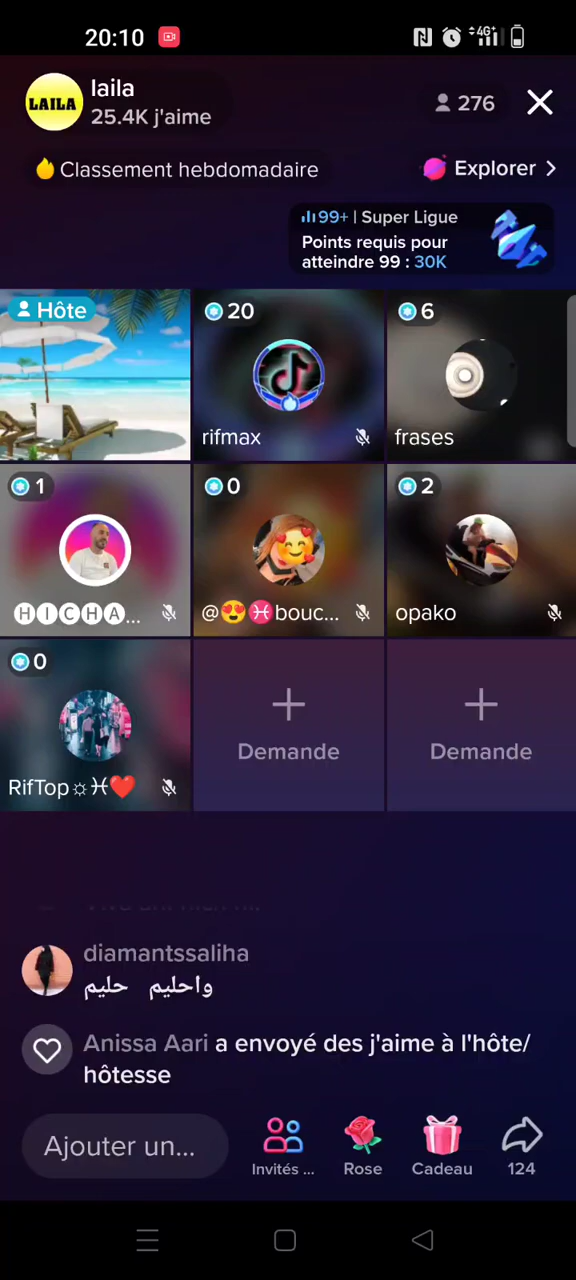 20:10
4G+
laila
LAILA
25.4K j'aime
276
Classement hebdomadaire
Explorer
99+ | Super Ligue
Points requis pour
atteindre 99 : 30K
Hôte
20
6
rifmax
frases
1
0
2
ⒽⒾⒸⒽⒶ...
@😍♓bouc...
opako
0
RifTop☼♓❤️
Demande
Demande
diamantssaliha
واحليم حليم
Anissa Aari a envoyé des j'aime à l'hôte/
hôtesse
Ajouter un...
Invités ...
Rose
Cadeau
124